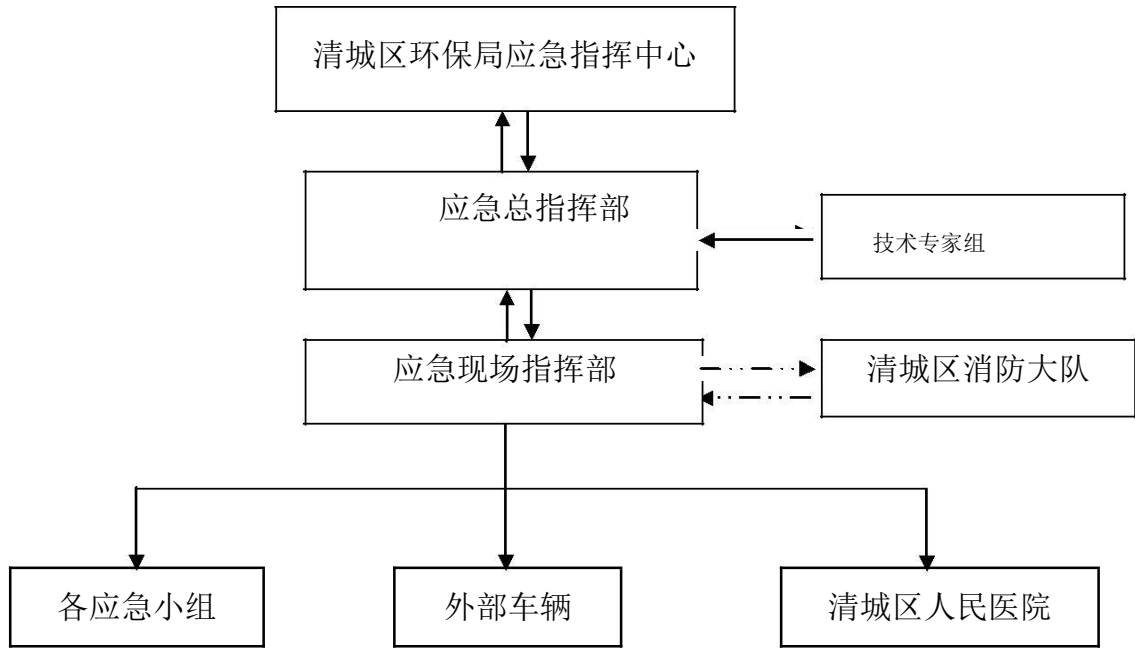 清城区环保局应急指挥中心
应急总指挥部
技术专家组
应急现场指挥部
清城区消防大队
各应急小组
外部车辆
清城区人民医院